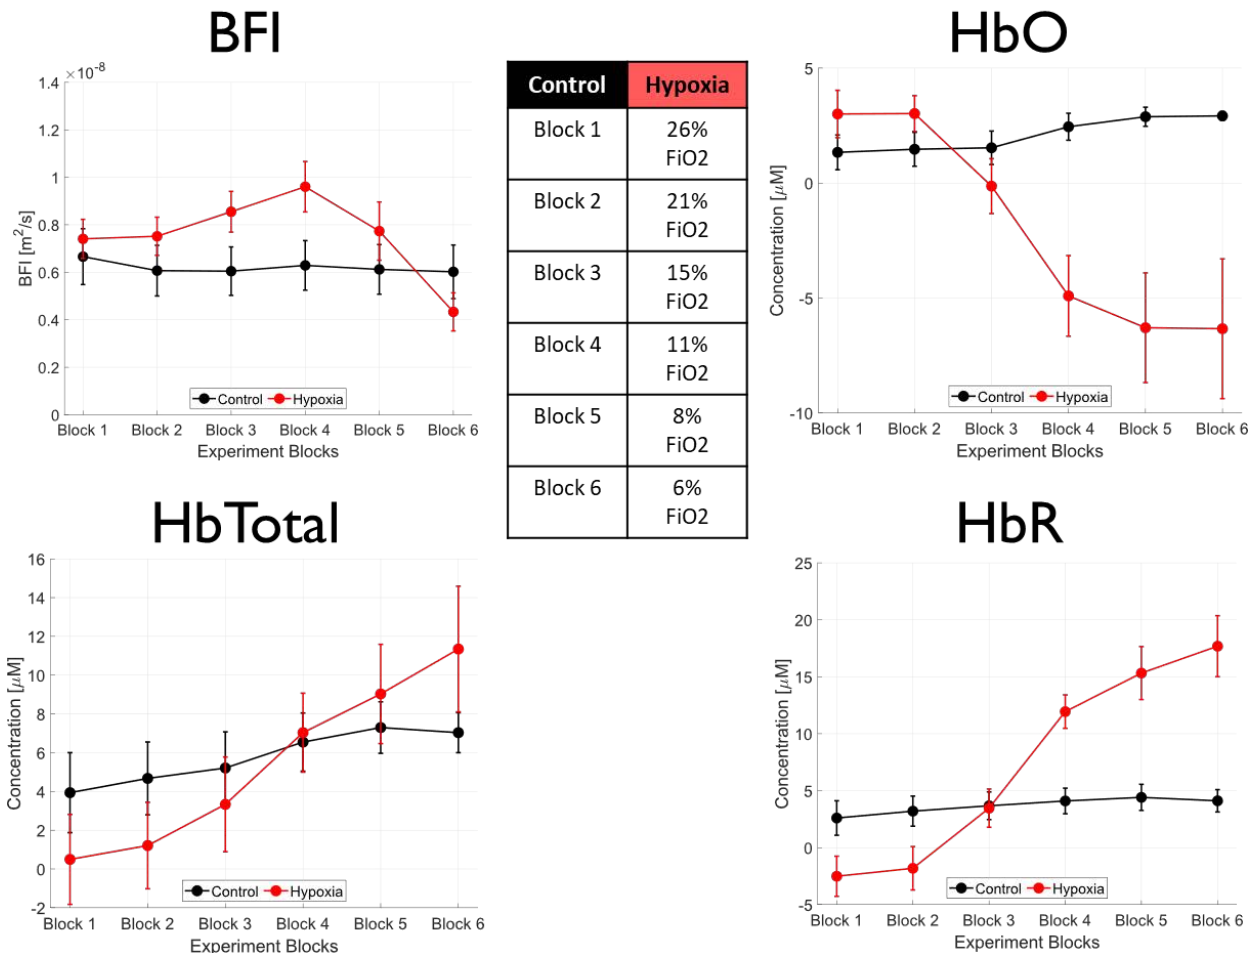 BFI
×10^-8
1.4
1.2
1
0.8
0.6
0.4
0.2
0
BFI [m²/s]
Control Hypoxia
Block 1 Block 2 Block 3 Block 4 Block 5 Block 6
Experiment Blocks
Control Hypoxia
Block 1 26%
FiO2
Block 2 21%
FiO2
Block 3 15%
FiO2
Block 4 11%
FiO2
Block 5 8%
FiO2
Block 6 6%
FiO2
HbO
5
0
-5
-10
Concentration [μM]
Control Hypoxia
Block 1 Block 2 Block 3 Block 4 Block 5 Block 6
Experiment Blocks
HbTotal
16
14
12
10
8
6
4
2
0
-2
Concentration [μM]
Control Hypoxia
Block 1 Block 2 Block 3 Block 4 Block 5 Block 6
Experiment Blocks
HbR
25
20
15
10
5
0
-5
Concentration [μM]
Control Hypoxia
Block 1 Block 2 Block 3 Block 4 Block 5 Block 6
Experiment Blocks